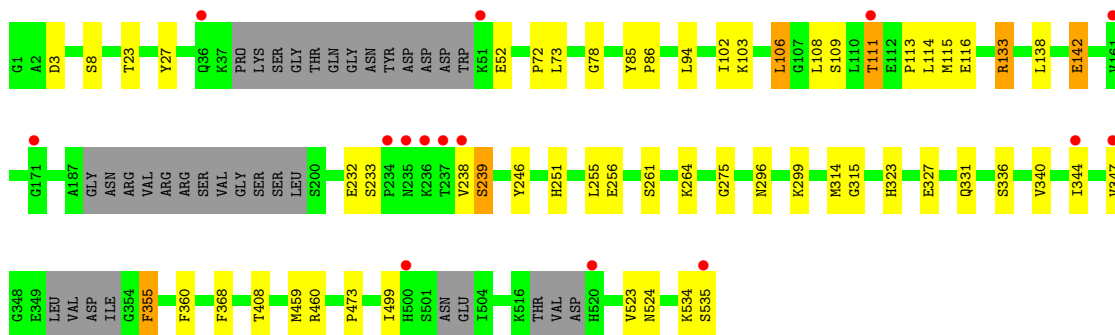 G1 A2 D3 S8 T23 Y27 Q36 K37 PRO LYS SER GLY THR GLN GLY ASN TYR ASP ASP ASP TRP K51 E52 P72 L73 G78 Y85 P86 L94 I102 K103 L106 G107 L108 S109 L110 T111 E112 P113 L114 M115 E116 R133 L138 E142 V161
G171 A187 GLY ASN ARG VAL ARG ARG SER VAL GLY SER SER LEU S200 E232 S233 P234 N235 K236 T237 V238 S239 Y246 H251 L255 E256 S261 K264 G275 N296 K299 M314 G315 H323 E327 Q331 S336 V340 I344 V347
G348 E349 LEU VAL ASP ILE G354 F355 F360 F368 T408 M459 R460 P473 I499 H500 S501 ASN GLU I504 K516 THR VAL ASP H520 V523 N524 K534 S535